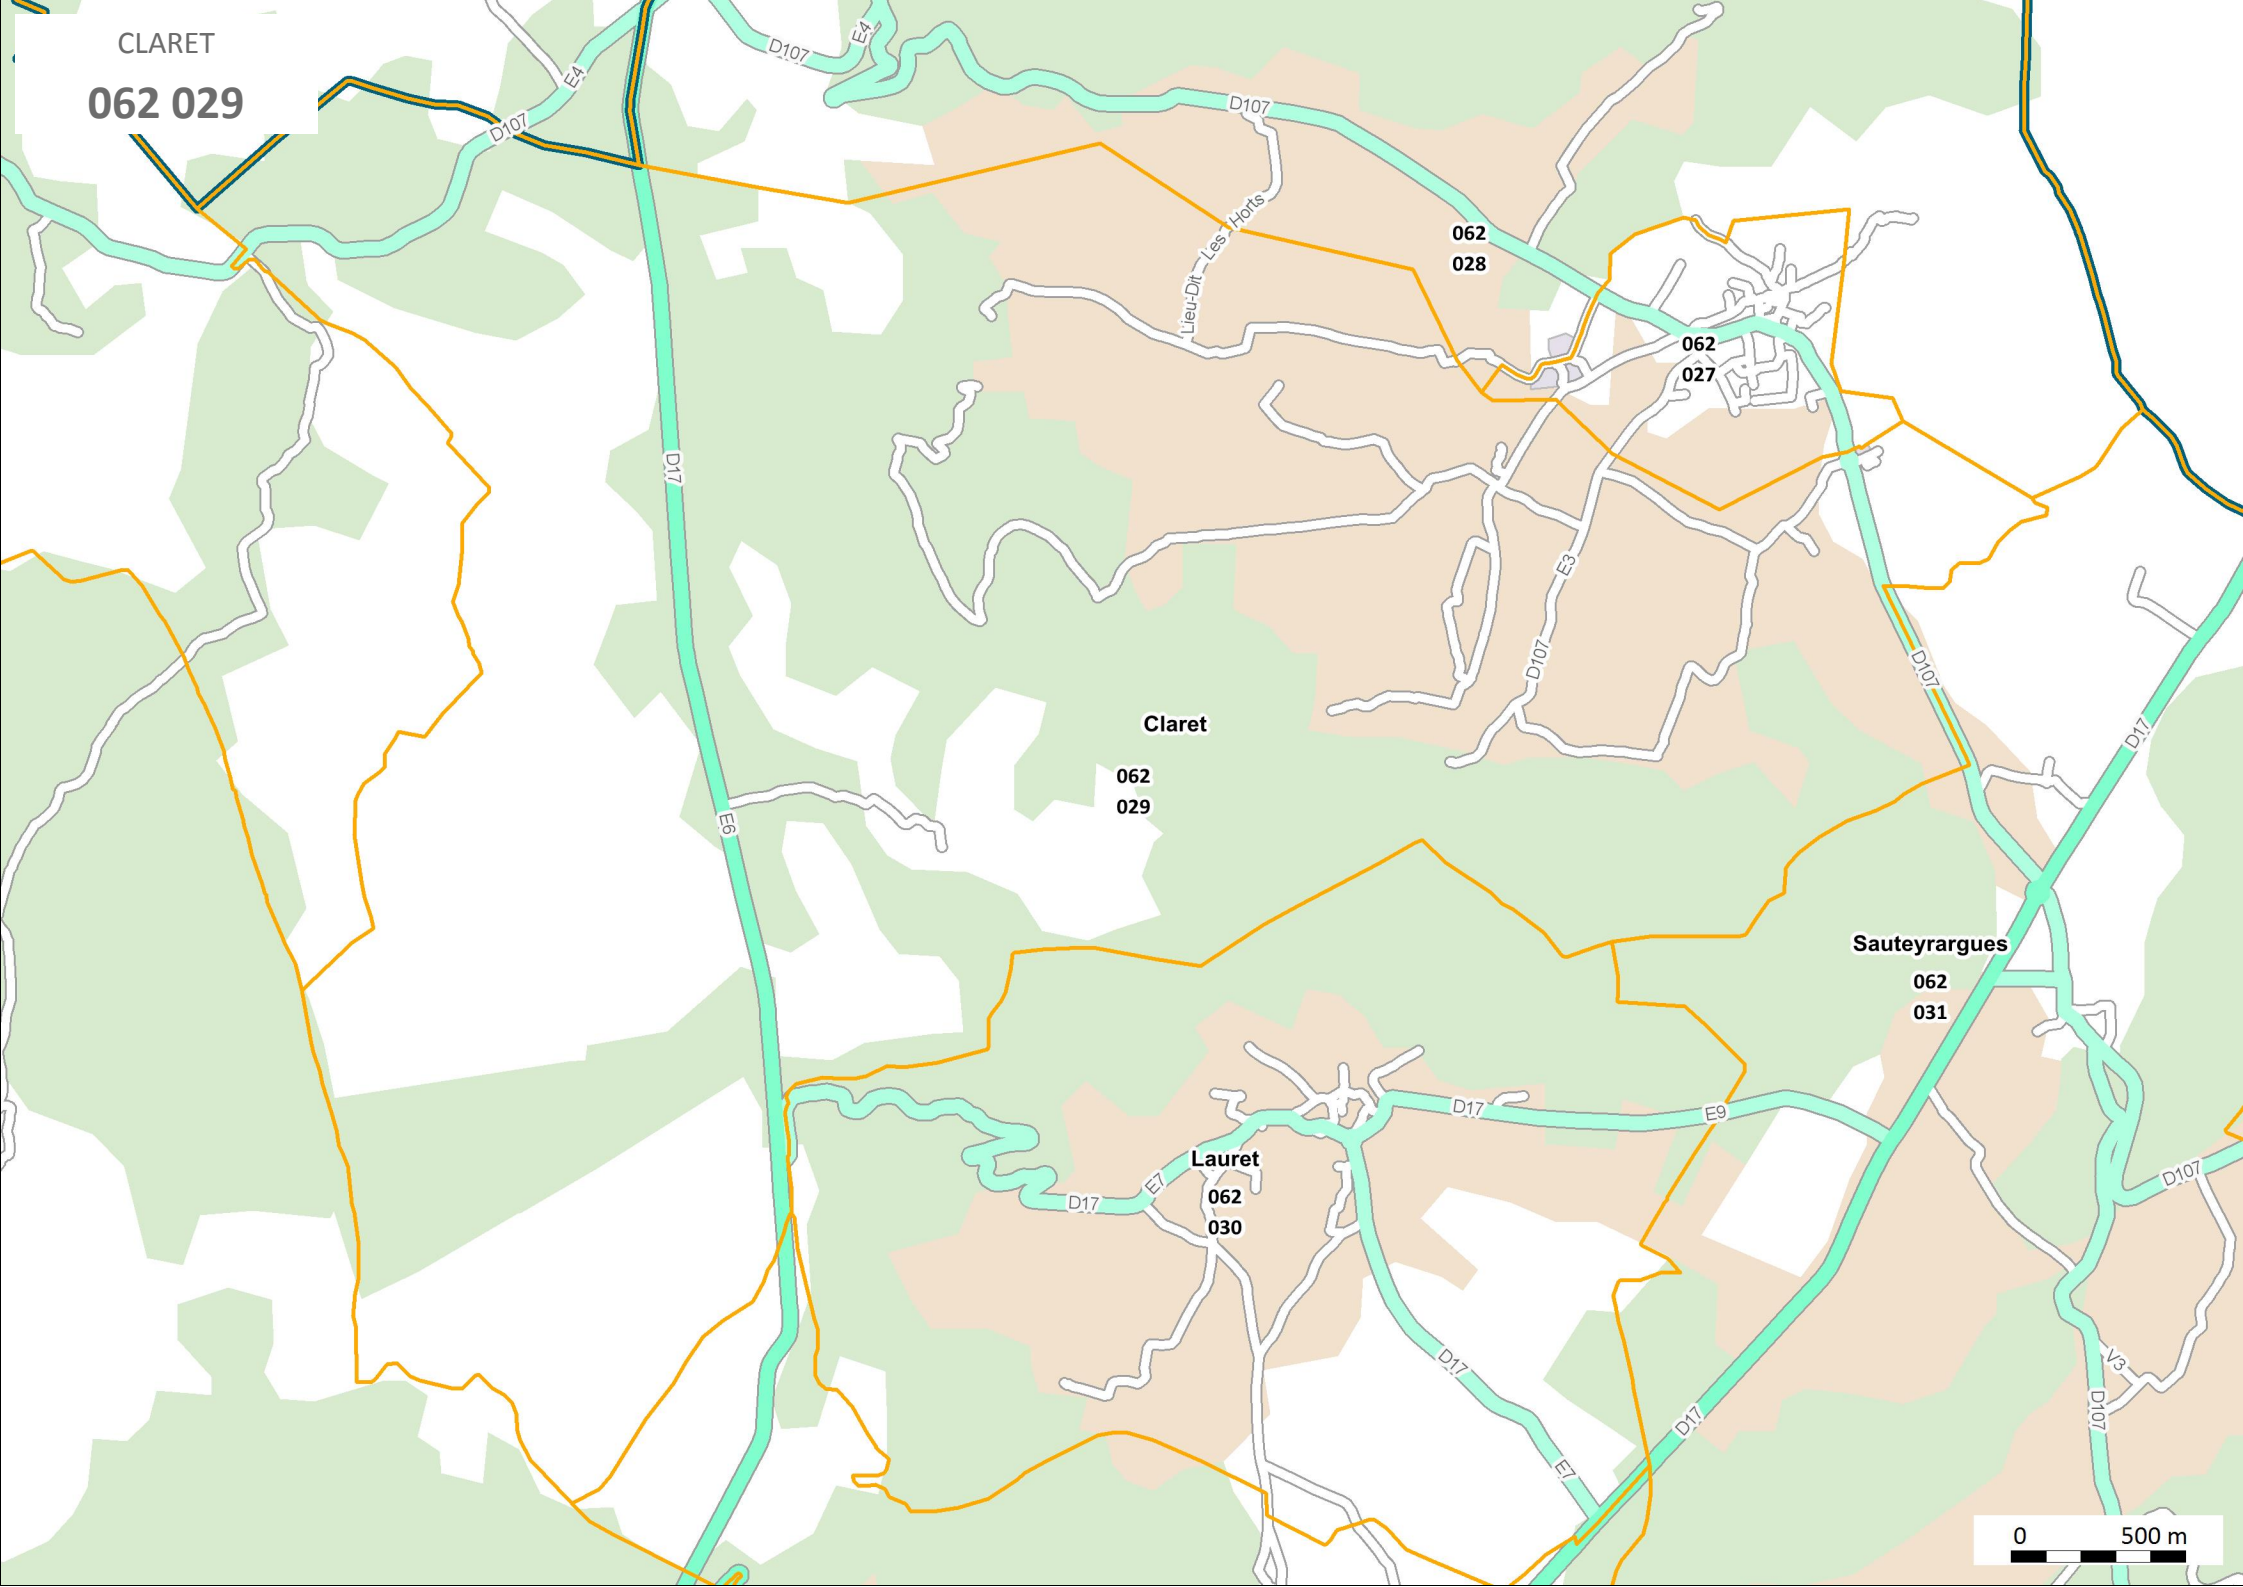 CLARET
062 029
D107
E4
E4
D107
D107
Lieu-Dit Les Horts
062
028
062
027
D17
E3
D107
D107
D17
Claret
062
029
E6
Sauteyrargues
062
031
D17
E9
Lauret
062
030
E7
D17
D107
D17
V3
D107
D17
E7
0 500 m